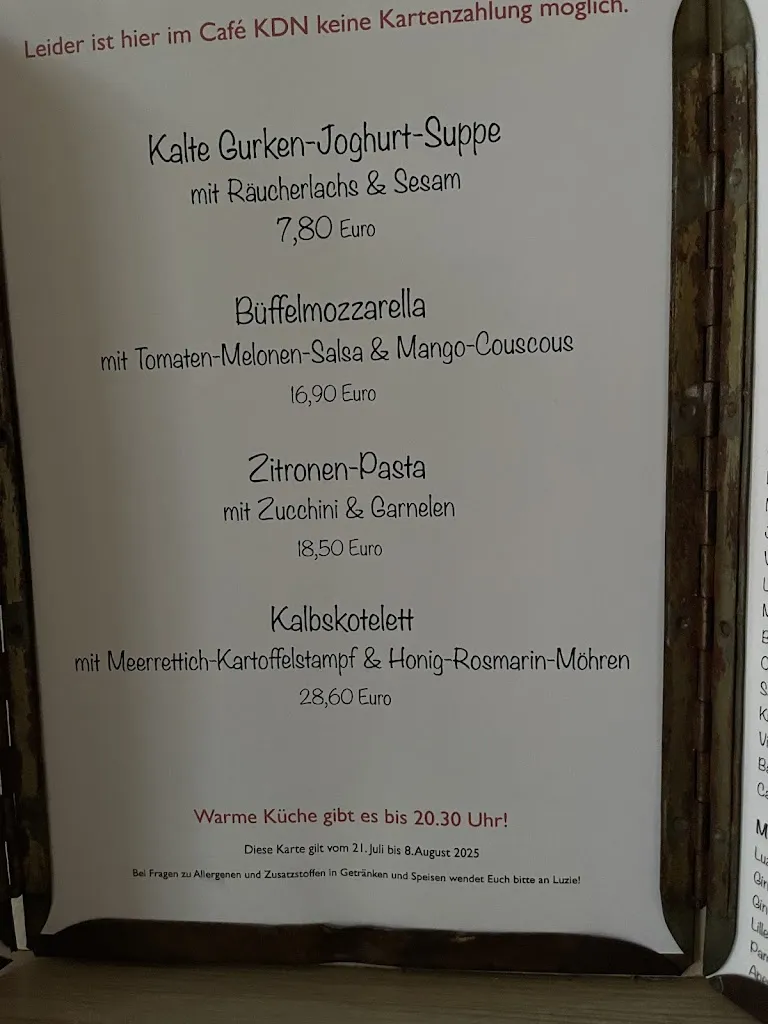 Leider ist hier im Café KDN keine Kartenzahlung möglich.
Kalte Gurken-Joghurt-Suppe
mit Räucherlachs & Sesam
7,80 Euro
Büffelmozzarella
mit Tomaten-Melonen-Salsa & Mango-Couscous
16,90 Euro
Zitronen-Pasta
mit Zucchini & Garnelen
18,50 Euro
Kalbskotelett
mit Meerrettich-Kartoffelstampf & Honig-Rosmarin-Möhren
28,60 Euro
Warme Küche gibt es bis 20.30 Uhr!
Diese Karte gilt vom 21. Juli bis 8. August 2025
Bei Fragen zu Allergenen und Zusatzstoffen in Getränken und Speisen wendet Euch bitte an Luzie!